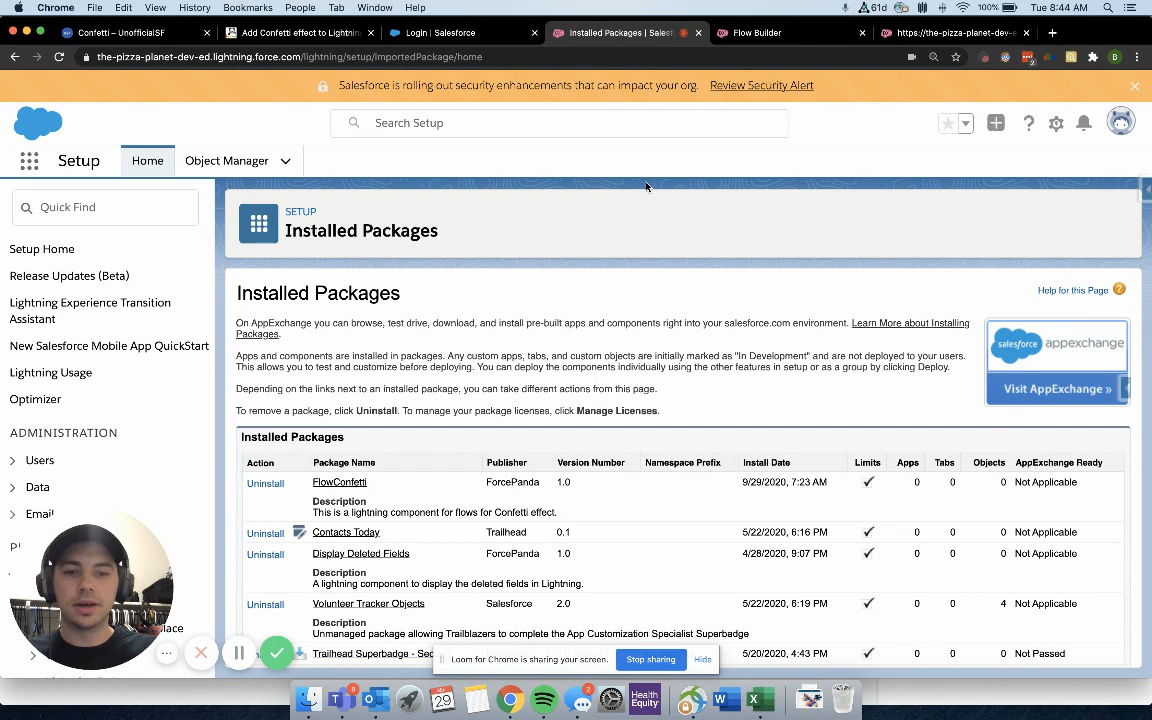 Chrome File Edit View History Bookmarks People Tab Window Help 61d 100% Tue 8:44 AM
Confetti – UnofficialSF Add Confetti effect to Lightnin Login | Salesforce Installed Packages | Salesf Flow Builder https://the-pizza-planet-dev-e
the-pizza-planet-dev-ed.lightning.force.com/lightning/setup/ImportedPackage/home
Salesforce is rolling out security enhancements that can impact your org. Review Security Alert
Search Setup
Setup Home Object Manager
Quick Find
Setup Home
Release Updates (Beta)
Lightning Experience Transition
Assistant
New Salesforce Mobile App QuickStart
Lightning Usage
Optimizer
ADMINISTRATION
Users
Data
Email
SETUP
Installed Packages
Installed Packages
Help for this Page
On AppExchange you can browse, test drive, download, and install pre-built apps and components right into your salesforce.com environment. Learn More about Installing
Packages.
Apps and components are installed in packages. Any custom apps, tabs, and custom objects are initially marked as "In Development" and are not deployed to your users.
This allows you to test and customize before deploying. You can deploy the components individually using the other features in setup or as a group by clicking Deploy.
Depending on the links next to an installed package, you can take different actions from this page.
To remove a package, click Uninstall. To manage your package licenses, click Manage Licenses.
salesforce appexchange
Visit AppExchange »
Installed Packages
Action Package Name Publisher Version Number Namespace Prefix Install Date Limits Apps Tabs Objects AppExchange Ready
Uninstall FlowConfetti ForcePanda 1.0 9/29/2020, 7:23 AM 0 0 0 Not Applicable
Description
This is a lightning component for flows for Confetti effect.
Uninstall Contacts Today Trailhead 0.1 5/22/2020, 6:16 PM 0 0 0 Not Applicable
Uninstall Display Deleted Fields ForcePanda 1.0 4/28/2020, 9:07 PM 0 0 0 Not Applicable
Description
A lightning component to display the deleted fields in Lightning.
Uninstall Volunteer Tracker Objects Salesforce 2.0 5/22/2020, 6:19 PM 0 0 4 Not Applicable
Description
Unmanaged package allowing Trailblazers to complete the App Customization Specialist Superbadge
Trailhead Superbadge - Sec 5/20/2020, 4:43 PM 0 0 0 Not Passed
Loom for Chrome is sharing your screen. Stop sharing Hide
Health
Equity